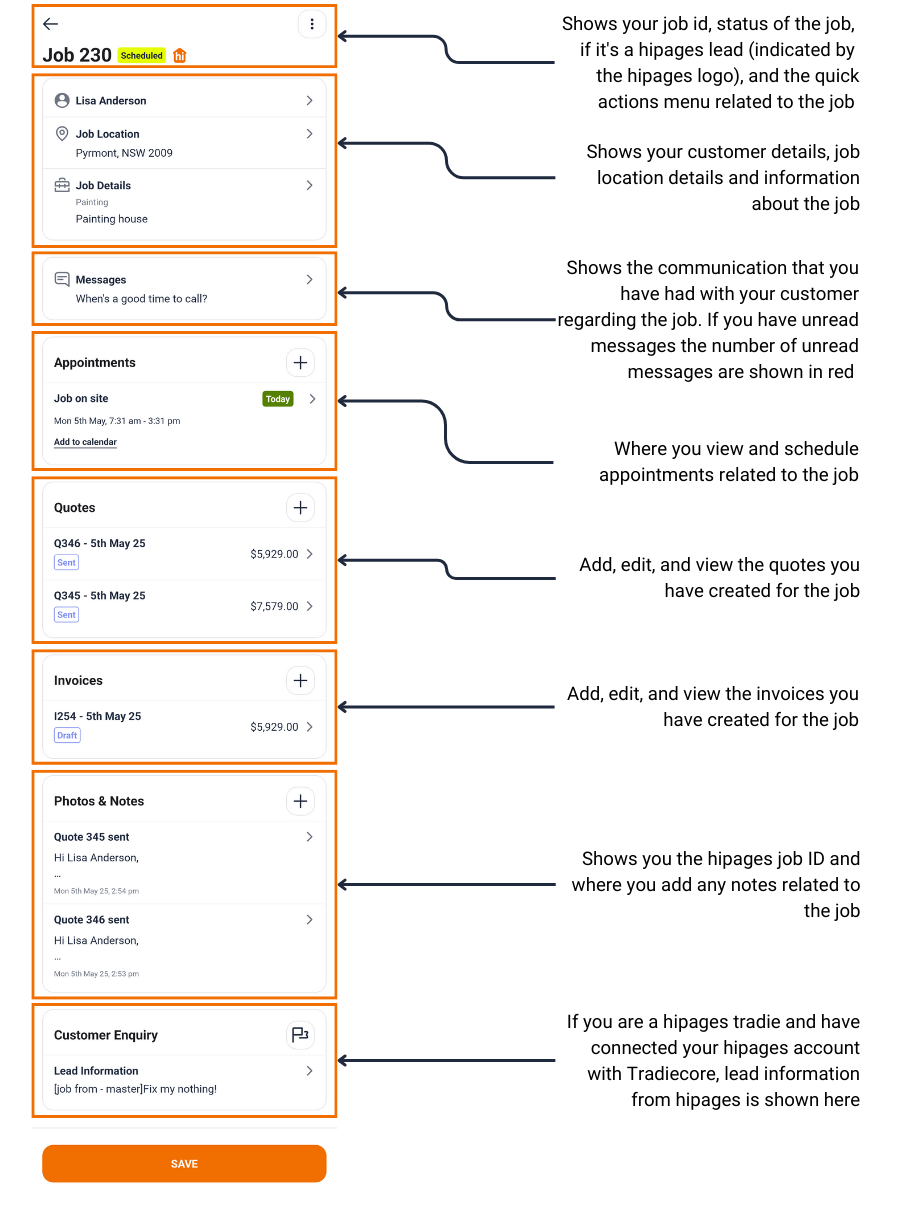 Job 230 Scheduled hi
Shows your job id, status of the job,
if it's a hipages lead (indicated by
the hipages logo), and the quick
actions menu related to the job
Lisa Anderson
Job Location
Pyrmont, NSW 2009
Job Details
Painting
Painting house
Shows your customer details, job
location details and information
about the job
Messages
When's a good time to call?
Shows the communication that you
have had with your customer
regarding the job. If you have unread
messages the number of unread
messages are shown in red
Appointments
Job on site Today
Mon 5th May, 7:31 am - 3:31 pm
Add to calendar
Where you view and schedule
appointments related to the job
Quotes
Q346 - 5th May 25
Sent
$5,929.00
Q345 - 5th May 25
Sent
$7,579.00
Add, edit, and view the quotes you
have created for the job
Invoices
I254 - 5th May 25
Draft
$5,929.00
Add, edit, and view the invoices you
have created for the job
Photos & Notes
Quote 345 sent
Hi Lisa Anderson,
...
Mon 5th May 25, 2:54 pm
Quote 346 sent
Hi Lisa Anderson,
...
Mon 5th May 25, 2:53 pm
Shows you the hipages job ID and
where you add any notes related to
the job
Customer Enquiry
Lead Information
[job from - master]Fix my nothing!
If you are a hipages tradie and have
connected your hipages account
with Tradiecore, lead information
from hipages is shown here
SAVE